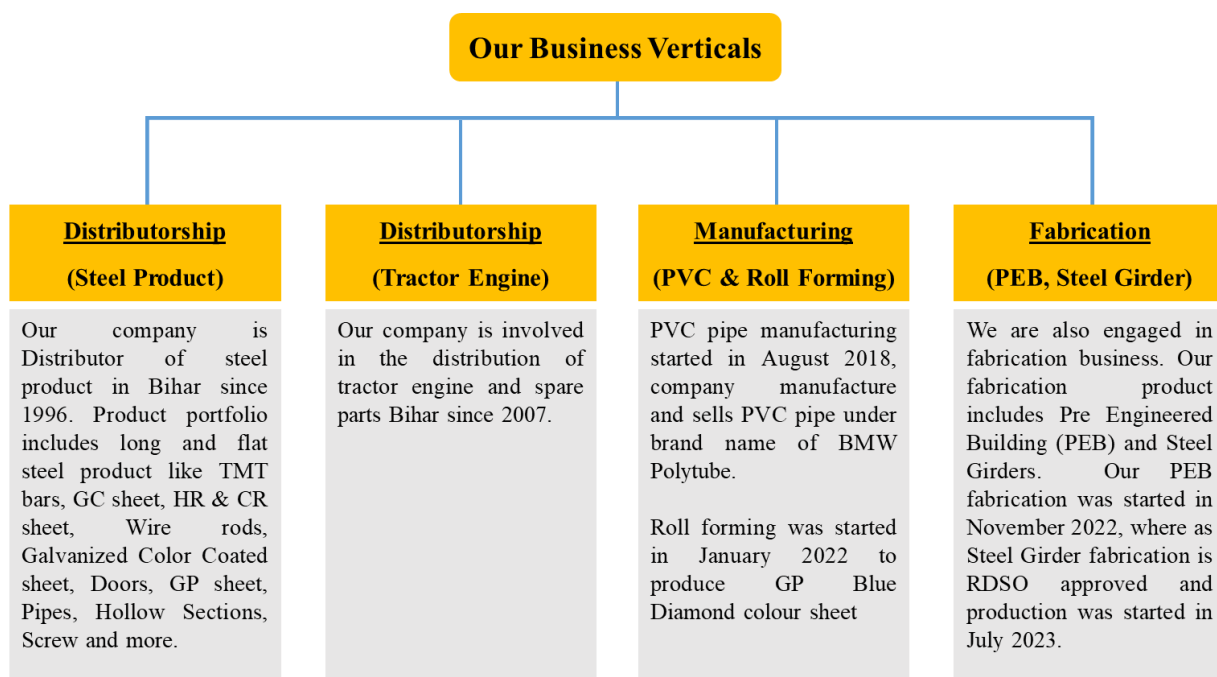 Our Business Verticals
Distributorship
(Steel Product)
Our company is
Distributor of steel
product in Bihar since
1996. Product portfolio
includes long and flat
steel product like TMT
bars, GC sheet, HR & CR
sheet, Wire rods,
Galvanized Color Coated
sheet, Doors, GP sheet,
Pipes, Hollow Sections,
Screw and more.
Distributorship
(Tractor Engine)
Our company is involved
in the distribution of
tractor engine and spare
parts Bihar since 2007.
Manufacturing
(PVC & Roll Forming)
PVC pipe manufacturing
started in August 2018,
company manufacture
and sells PVC pipe under
brand name of BMW
Polytube.
Roll forming was started
in January 2022 to
produce GP Blue
Diamond colour sheet
Fabrication
(PEB, Steel Girder)
We are also engaged in
fabrication business. Our
fabrication product
includes Pre Engineered
Building (PEB) and Steel
Girders. Our PEB
fabrication was started in
November 2022, where as
Steel Girder fabrication is
RDSO approved and
production was started in
July 2023.